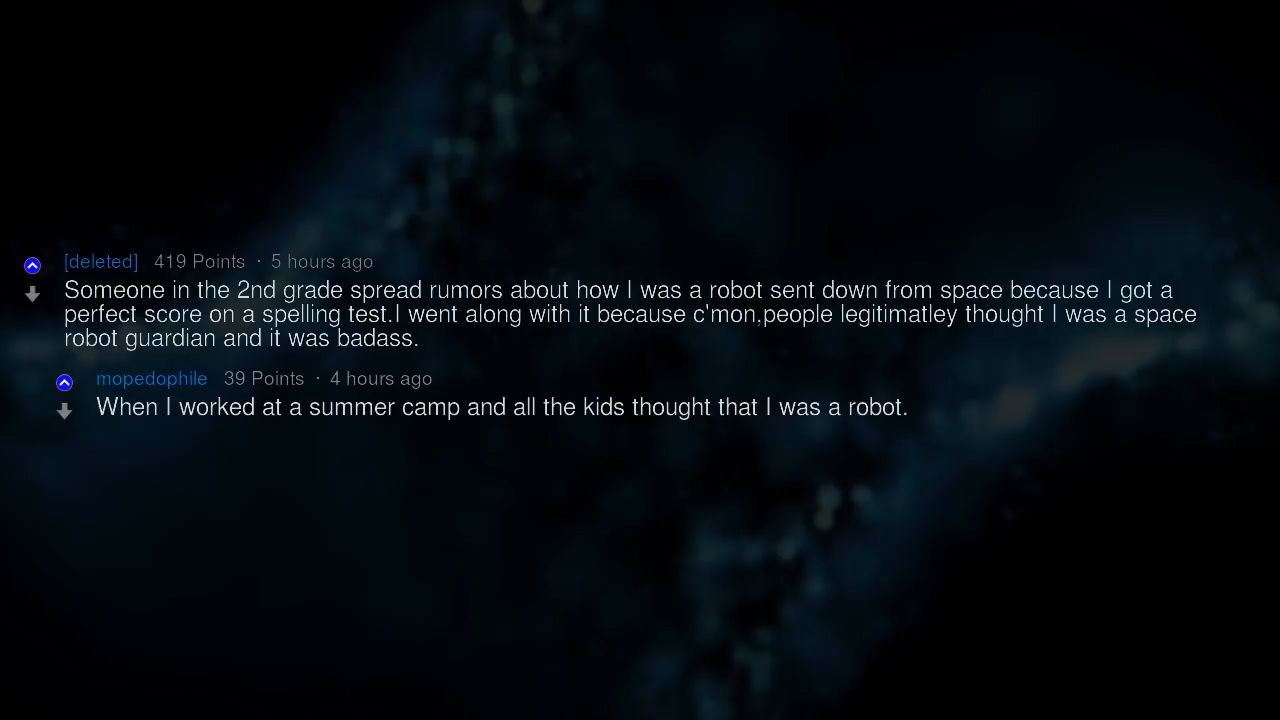 [deleted] 419 Points · 5 hours ago
Someone in the 2nd grade spread rumors about how I was a robot sent down from space because I got a
perfect score on a spelling test.I went along with it because c'mon,people legitimatley thought I was a space
robot guardian and it was badass.
mopedophile 39 Points · 4 hours ago
When I worked at a summer camp and all the kids thought that I was a robot.